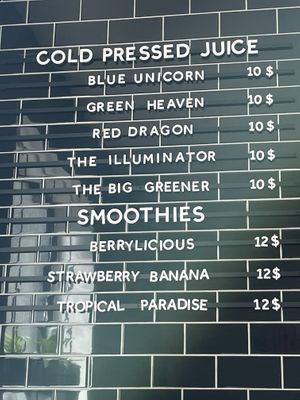 COLD PRESSED JUICE
BLUE UNICORN 10 $
GREEN HEAVEN 10 $
RED DRAGON 10 $
THE ILLUMINATOR 10 $
THE BIG GREENER 10 $
SMOOTHIES
BERRYLICIOUS 12 $
STRAWBERRY BANANA 12 $
TROPICAL PARADISE 12 $